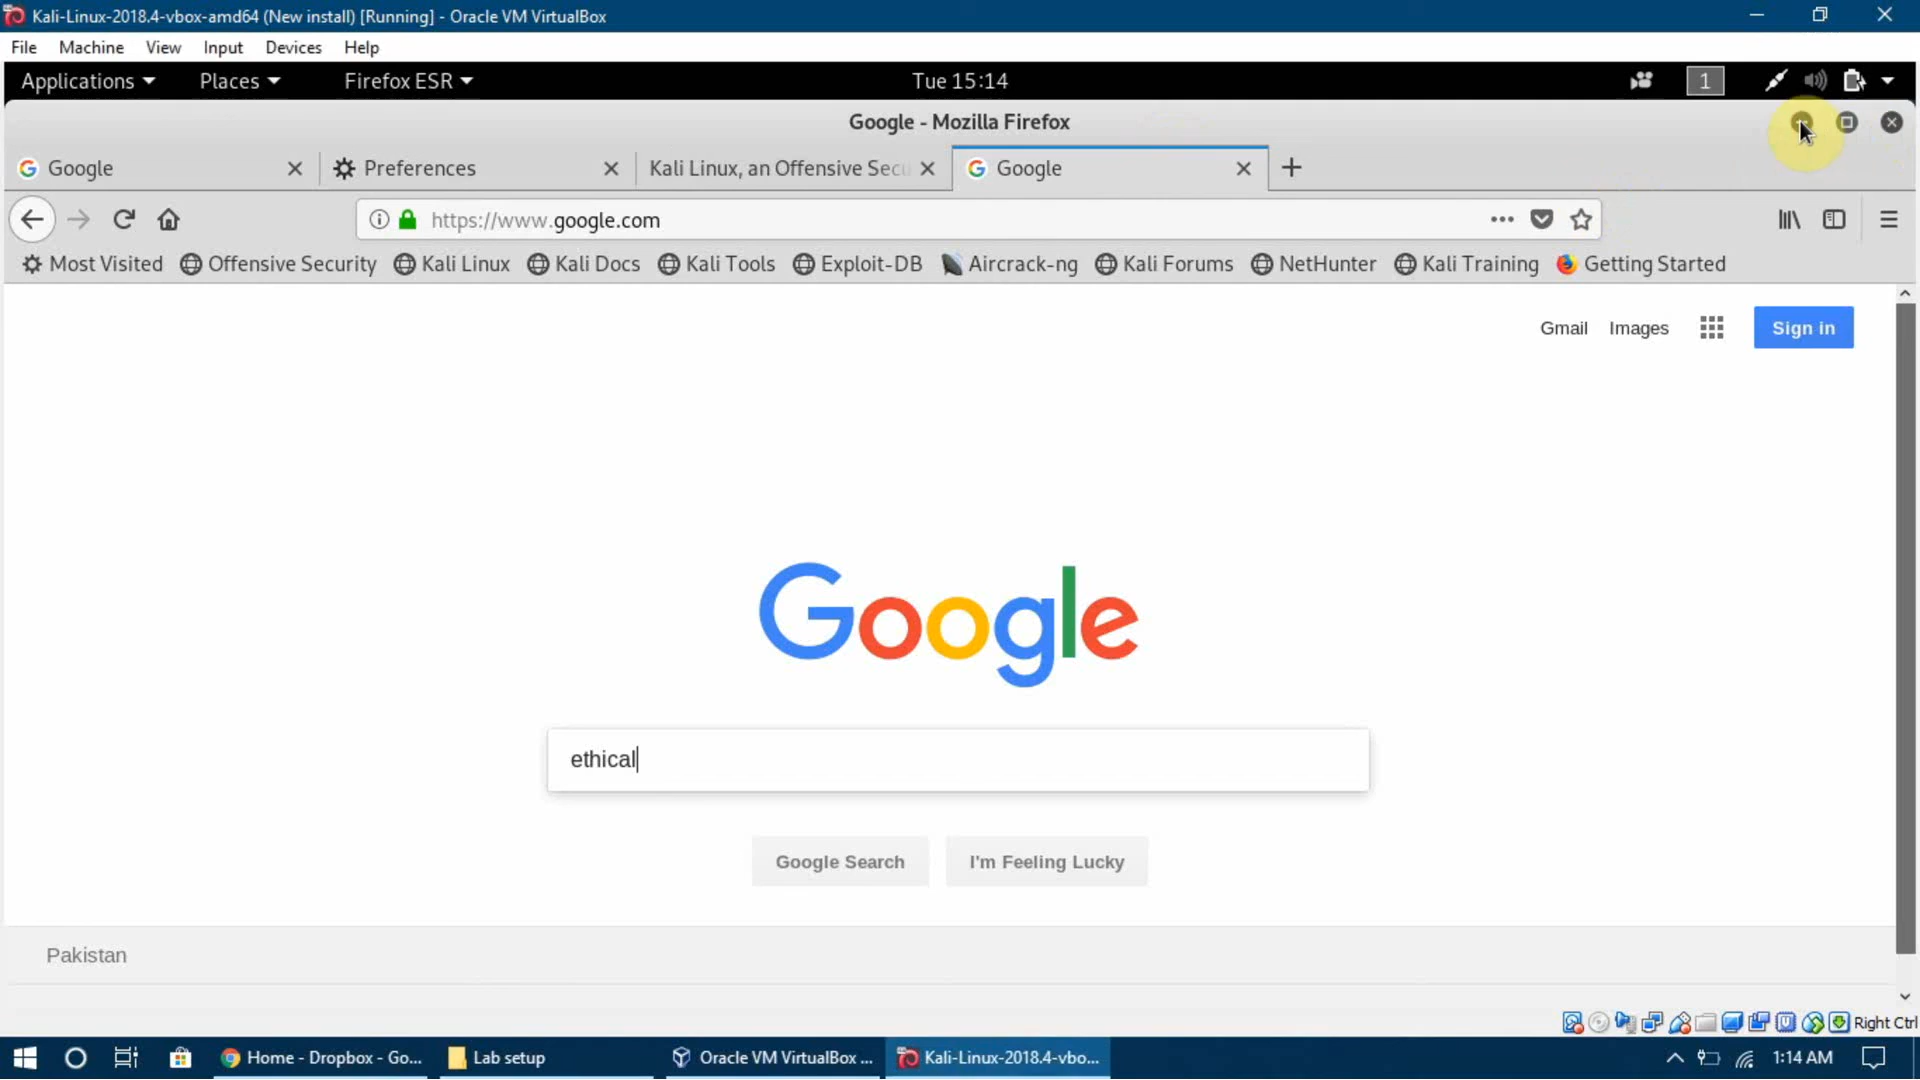 Kali-Linux-2018.4-vbox-amd64 (New install) [Running] - Oracle VM VirtualBox
File Machine View Input Devices Help
Applications Places Firefox ESR Tue 15:14 1
Google - Mozilla Firefox
Google Preferences Kali Linux, an Offensive Secu Google
https://www.google.com
Most Visited Offensive Security Kali Linux Kali Docs Kali Tools Exploit-DB Aircrack-ng Kali Forums NetHunter Kali Training Getting Started
Gmail Images Sign in
Google
ethical
Google Search I'm Feeling Lucky
Pakistan
Right Ctrl
Home - Dropbox - Go... Lab setup Oracle VM VirtualBox ... Kali-Linux-2018.4-vbo... 1:14 AM